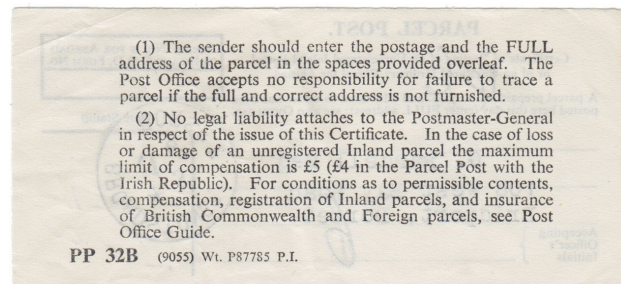 (1) The sender should enter the postage and the FULL
address of the parcel in the spaces provided overleaf. The
Post Office accepts no responsibility for failure to trace a
parcel if the full and correct address is not furnished.
(2) No legal liability attaches to the Postmaster-General
in respect of the issue of this Certificate. In the case of loss
or damage of an unregistered Inland parcel the maximum
limit of compensation is £5 (£4 in the Parcel Post with the
Irish Republic). For conditions as to permissible contents,
compensation, registration of Inland parcels, and insurance
of British Commonwealth and Foreign parcels, see Post
Office Guide.
PP 32B (9055) Wt. P87785 P.I.